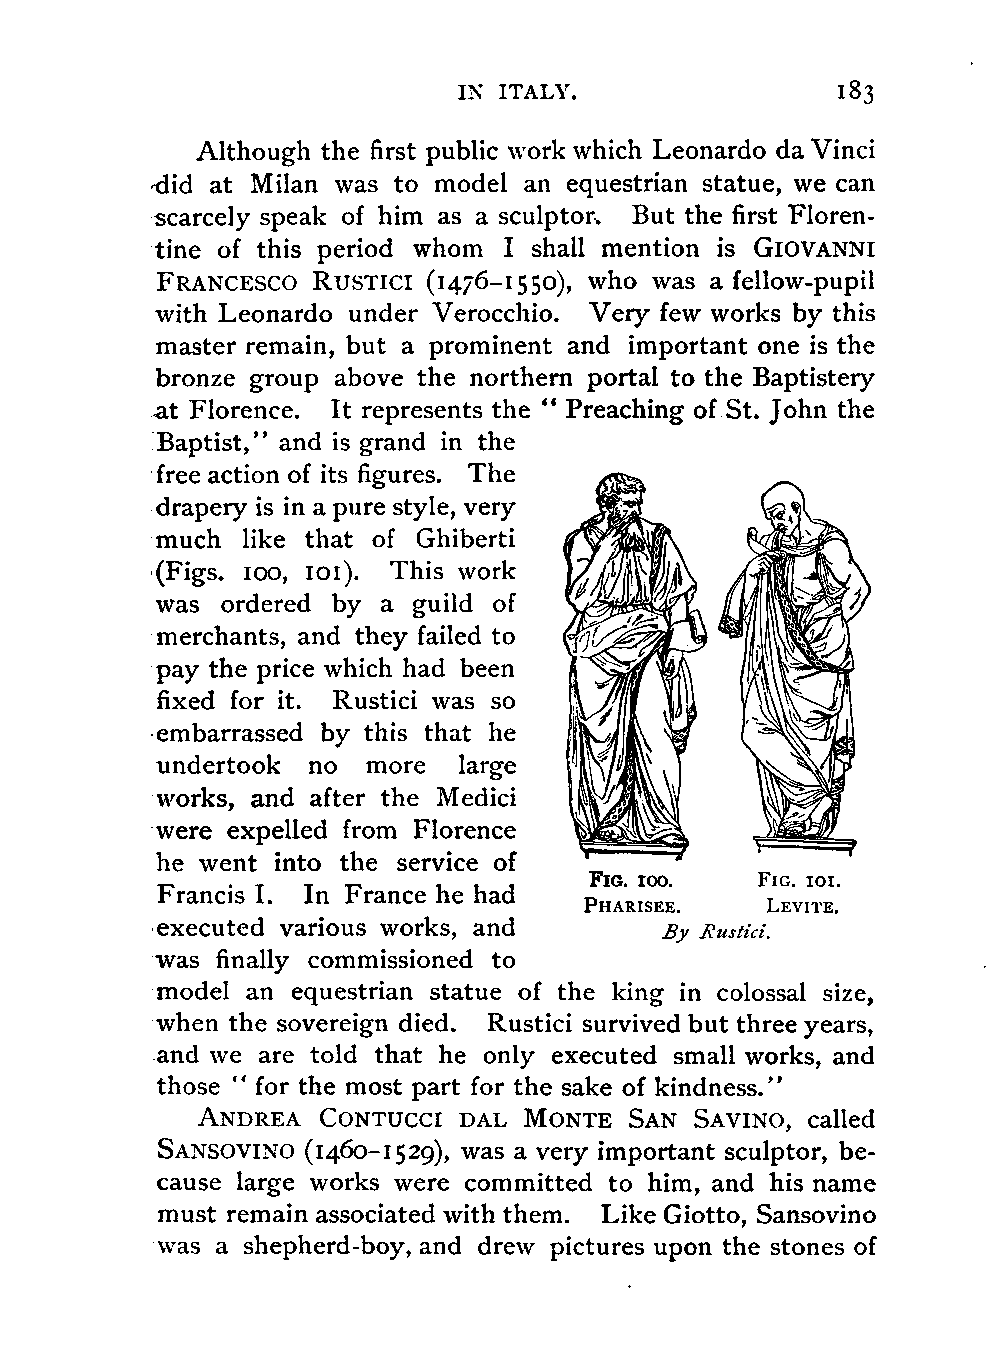 IN ITALY. 183
Although the first public work which Leonardo da Vinci
did at Milan was to model an equestrian statue, we can
scarcely speak of him as a sculptor. But the first Floren-
tine of this period whom I shall mention is GIOVANNI
FRANCESCO RUSTICI (1476–1550), who was a fellow-pupil
with Leonardo under Verocchio. Very few works by this
master remain, but a prominent and important one is the
bronze group above the northern portal to the Baptistery
at Florence. It represents the “ Preaching of St. John the
Baptist,” and is grand in the
free action of its figures. The
drapery is in a pure style, very
much like that of Ghiberti
(Figs. 100, 101). This work
was ordered by a guild of
merchants, and they failed to
pay the price which had been
fixed for it. Rustici was so
embarrassed by this that he
undertook no more large
works, and after the Medici
were expelled from Florence
he went into the service of
Francis I. In France he had
executed various works, and
was finally commissioned to
FIG. 100. FIG. 101.
PHARISEE. LEVITE.
By Rustici.
model an equestrian statue of the king in colossal size,
when the sovereign died. Rustici survived but three years,
and we are told that he only executed small works, and
those “ for the most part for the sake of kindness.”
ANDREA CONTUCCI DAL MONTE SAN SAVINO, called
SANSOVINO (1460–1529), was a very important sculptor, be-
cause large works were committed to him, and his name
must remain associated with them. Like Giotto, Sansovino
was a shepherd-boy, and drew pictures upon the stones of